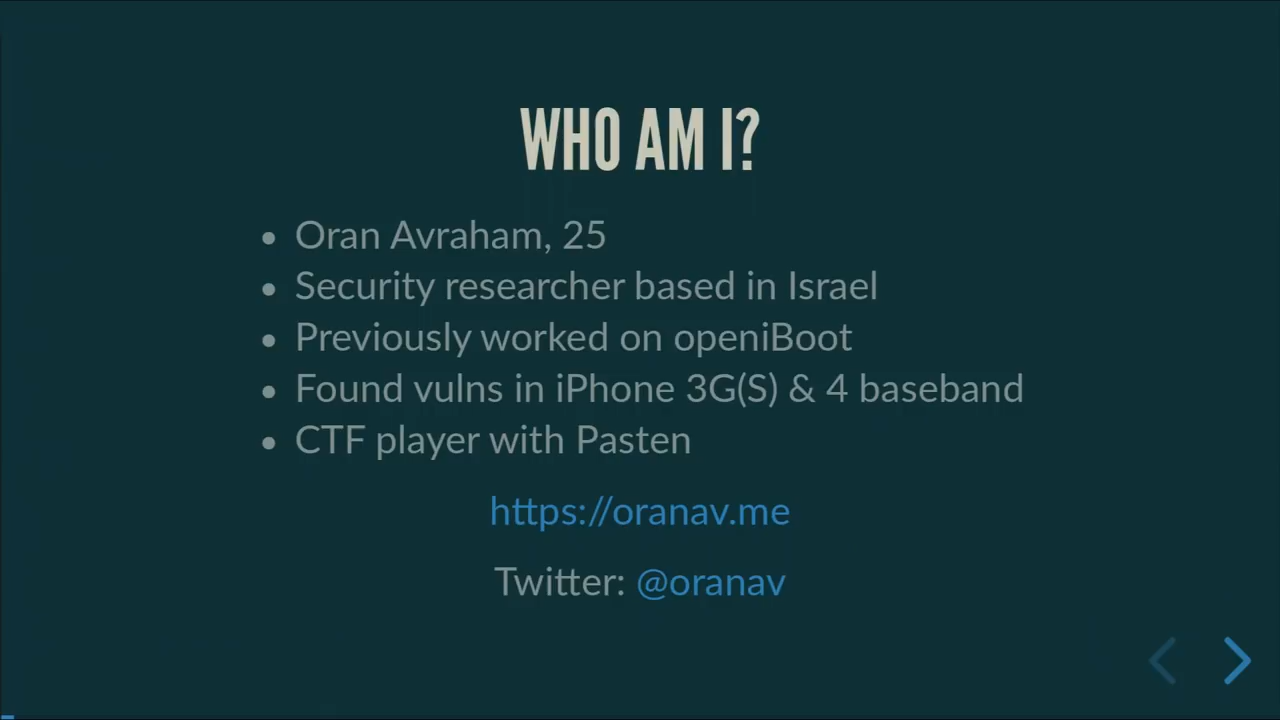 WHO AM I?
• Oran Avraham, 25
• Security researcher based in Israel
• Previously worked on openiBoot
• Found vulns in iPhone 3G(S) & 4 baseband
• CTF player with Pasten
https://oranav.me
Twitter: @oranav